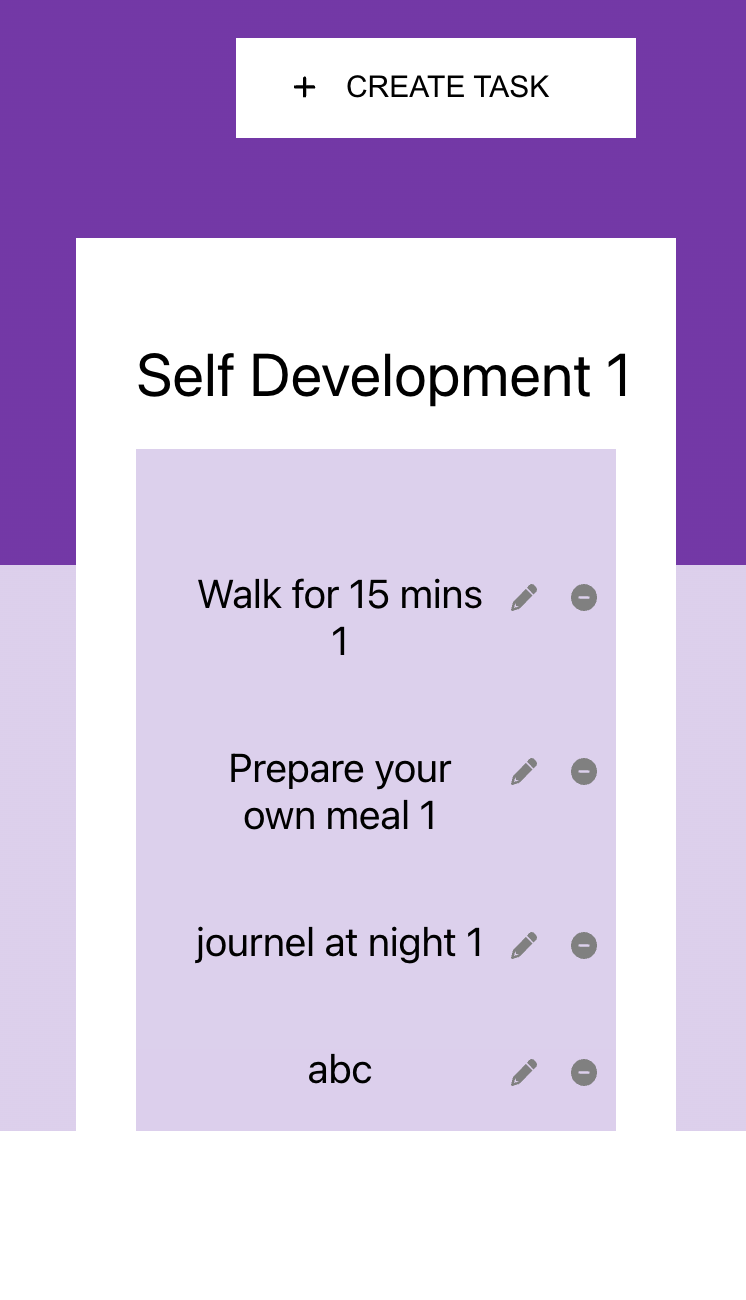 + CREATE TASK
Self Development 1
Walk for 15 mins
1
Prepare your
own meal 1
journel at night 1
abc